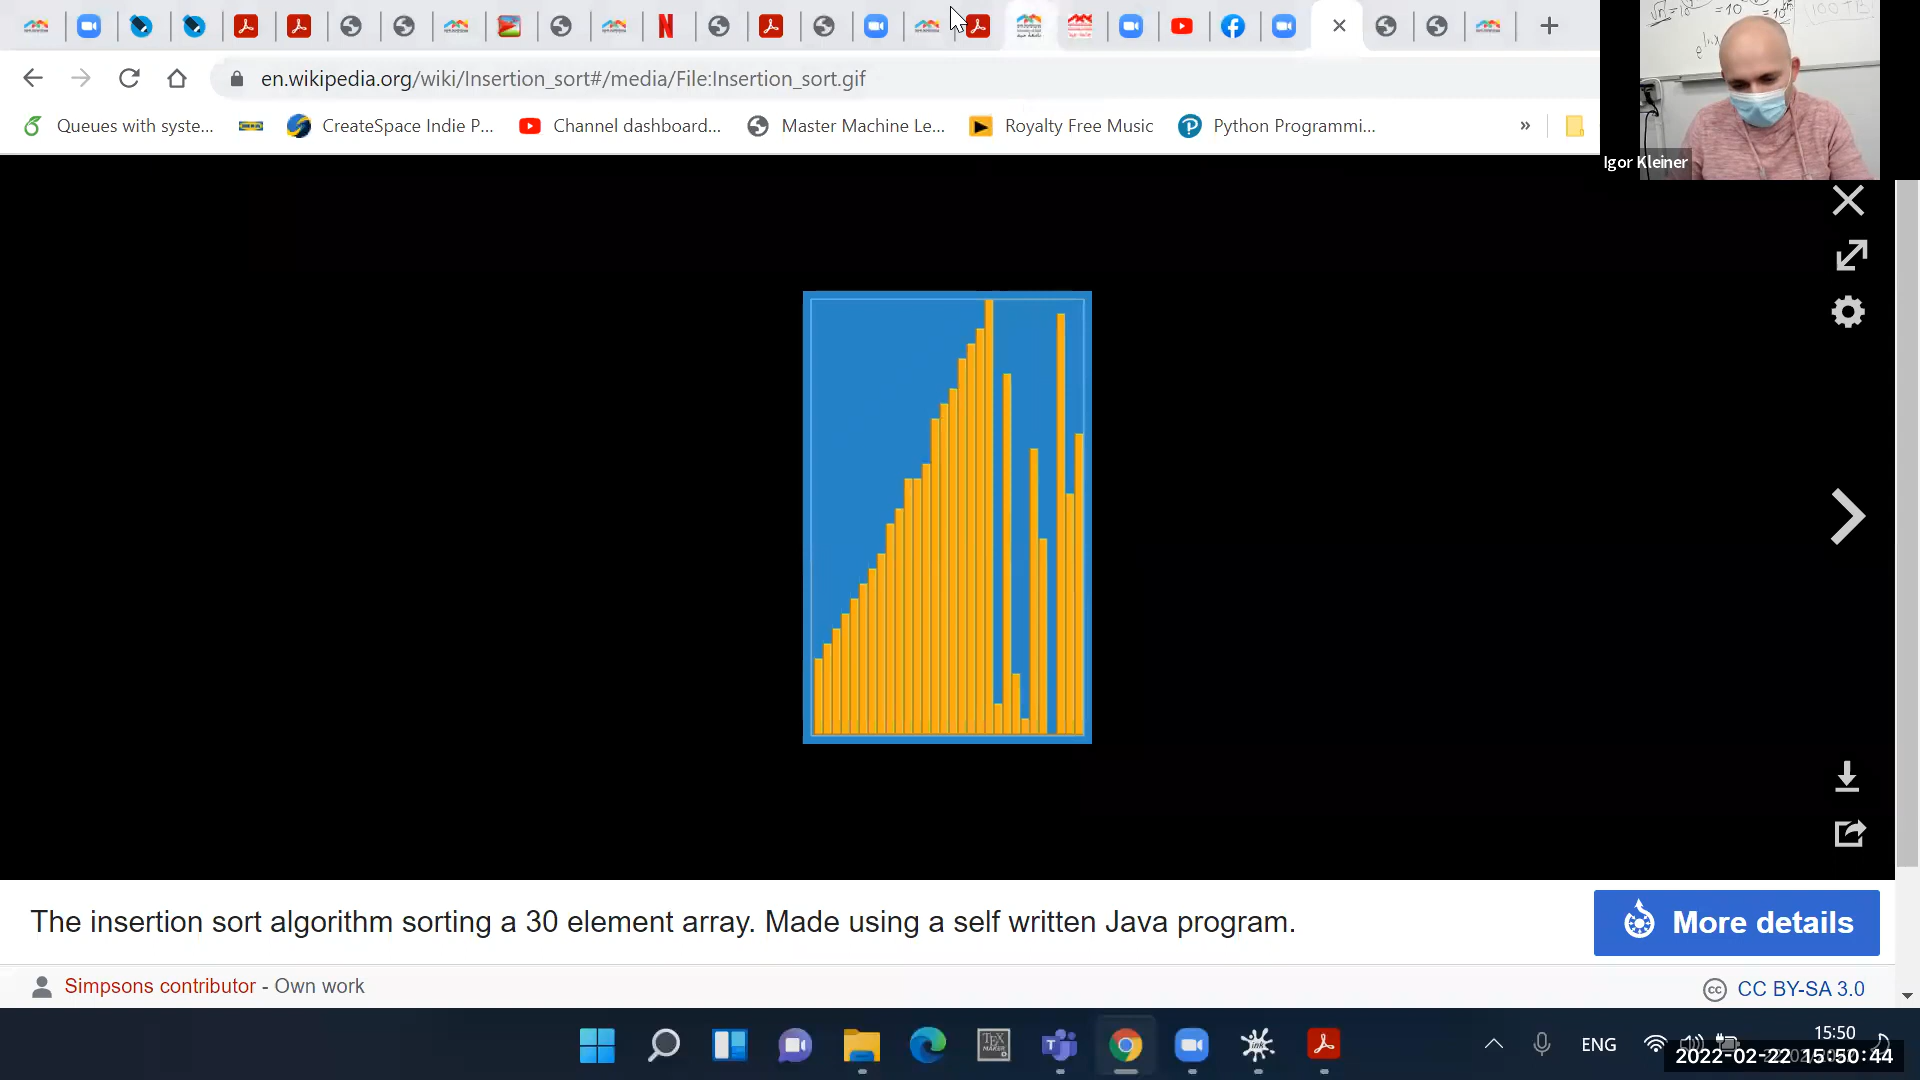 en.wikipedia.org/wiki/Insertion_sort#/media/File:Insertion_sort.gif
Queues with syste...
CreateSpace Indie P...
Channel dashboard...
Master Machine Le...
Royalty Free Music
Python Programmi...
»
Igor Kleiner
The insertion sort algorithm sorting a 30 element array. Made using a self written Java program.
More details
Simpsons contributor - Own work
CC BY-SA 3.0
ENG
15:50
2022-02-22 15:50:44